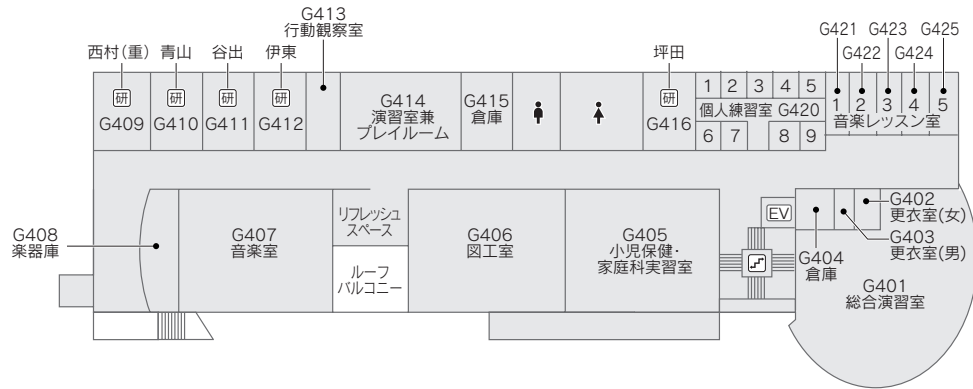 G413
行動観察室
西村(重)
青山
谷出
伊東
坪田
G421
G423
G425
G422
G424
研
G409
研
G410
研
G411
研
G412
G414
演習室兼
プレイルーム
G415
倉庫
研
G416
1 2 3 4 5
個人練習室 G420
6 7 8 9
1 2 3 4 5
音楽レッスン室
G408
楽器庫
G407
音楽室
リフレッシュ
スペース
ルーフ
バルコニー
G406
図工室
G405
小児保健・
家庭科実習室
EV
G402
更衣室(女)
G403
更衣室(男)
G404
倉庫
G401
総合演習室